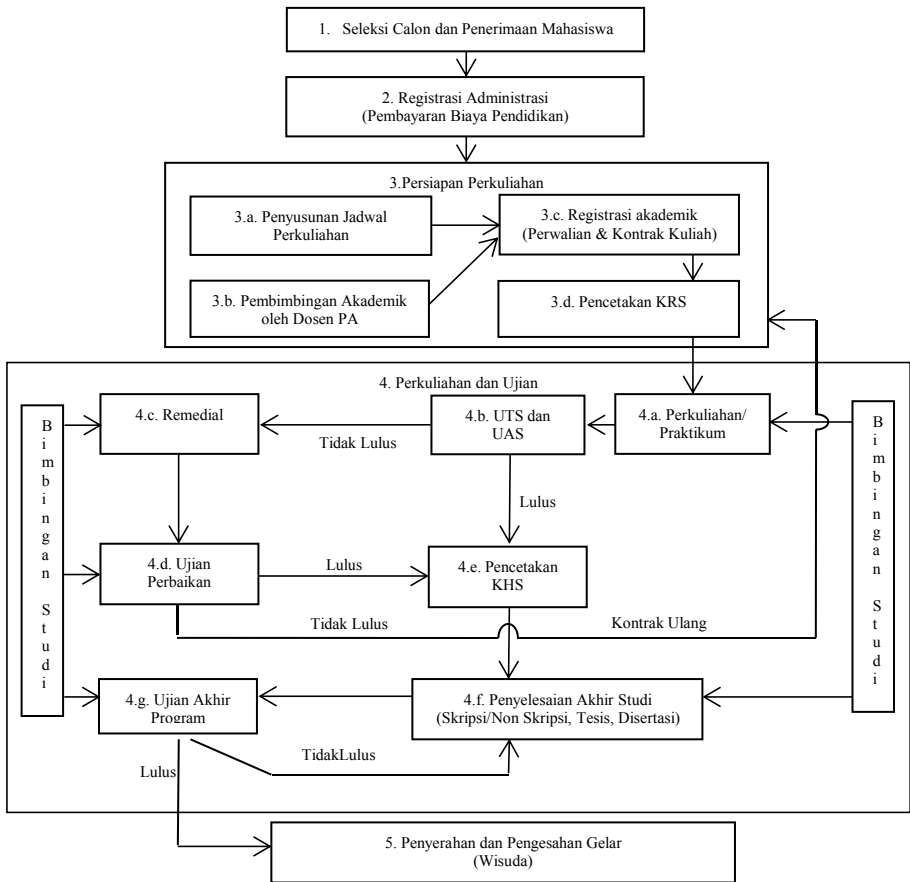 1. Seleksi Calon dan Penerimaan Mahasiswa
2. Registrasi Administrasi
(Pembayaran Biaya Pendidikan)
3.Persiapan Perkuliahan
3.a. Penyusunan Jadwal
Perkuliahan
3.c. Registrasi akademik
(Perwalian & Kontrak Kuliah)
3.b. Pembimbingan Akademik
oleh Dosen PA
3.d. Pencetakan KRS
4. Perkuliahan dan Ujian
Bimbingan Studi
4.c. Remedial
Tidak Lulus
4.b. UTS dan
UAS
4.a. Perkuliahan/
Praktikum
Bimbingan Studi
Lulus
4.d. Ujian
Perbaikan
Lulus
4.e. Pencetakan
KHS
Tidak Lulus
Kontrak Ulang
4.g. Ujian Akhir
Program
4.f. Penyelesaian Akhir Studi
(Skripsi/Non Skripsi, Tesis, Disertasi)
TidakLulus
Lulus
5. Penyerahan dan Pengesahan Gelar
(Wisuda)